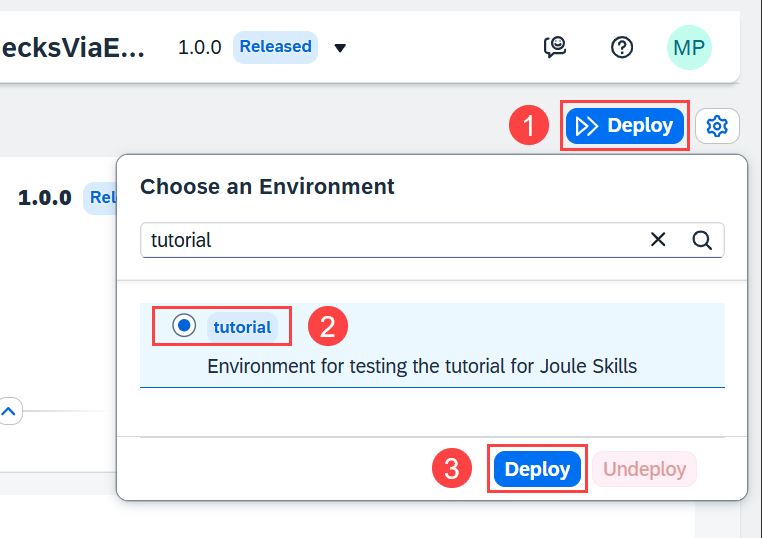 ecksViaE... 1.0.0 Released MP
1 Deploy
1.0.0 Rel
Choose an Environment
tutorial
tutorial 2
Environment for testing the tutorial for Joule Skills
3 Deploy Undeploy